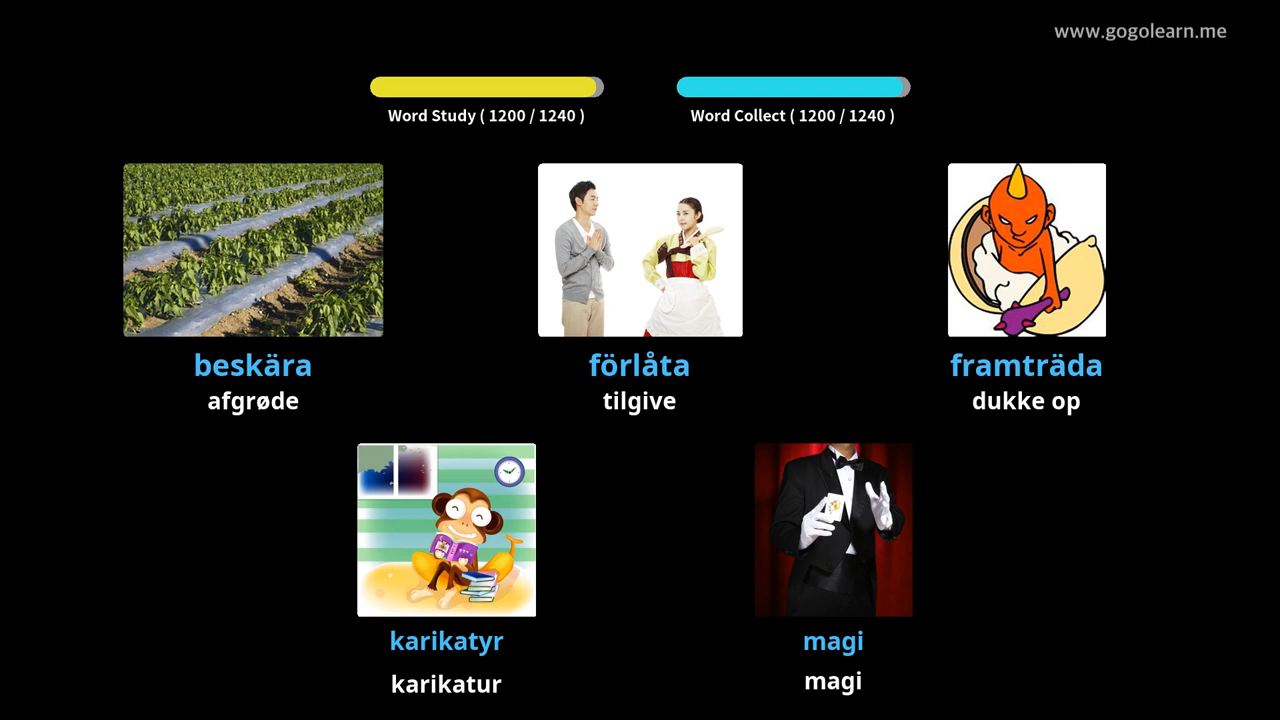 www.gogolearn.me
Word Study ( 1200 / 1240 )
Word Collect ( 1200 / 1240 )
beskära
afgrøde
förlåta
tilgive
framträda
dukke op
karikatyr
karikatur
magi
magi